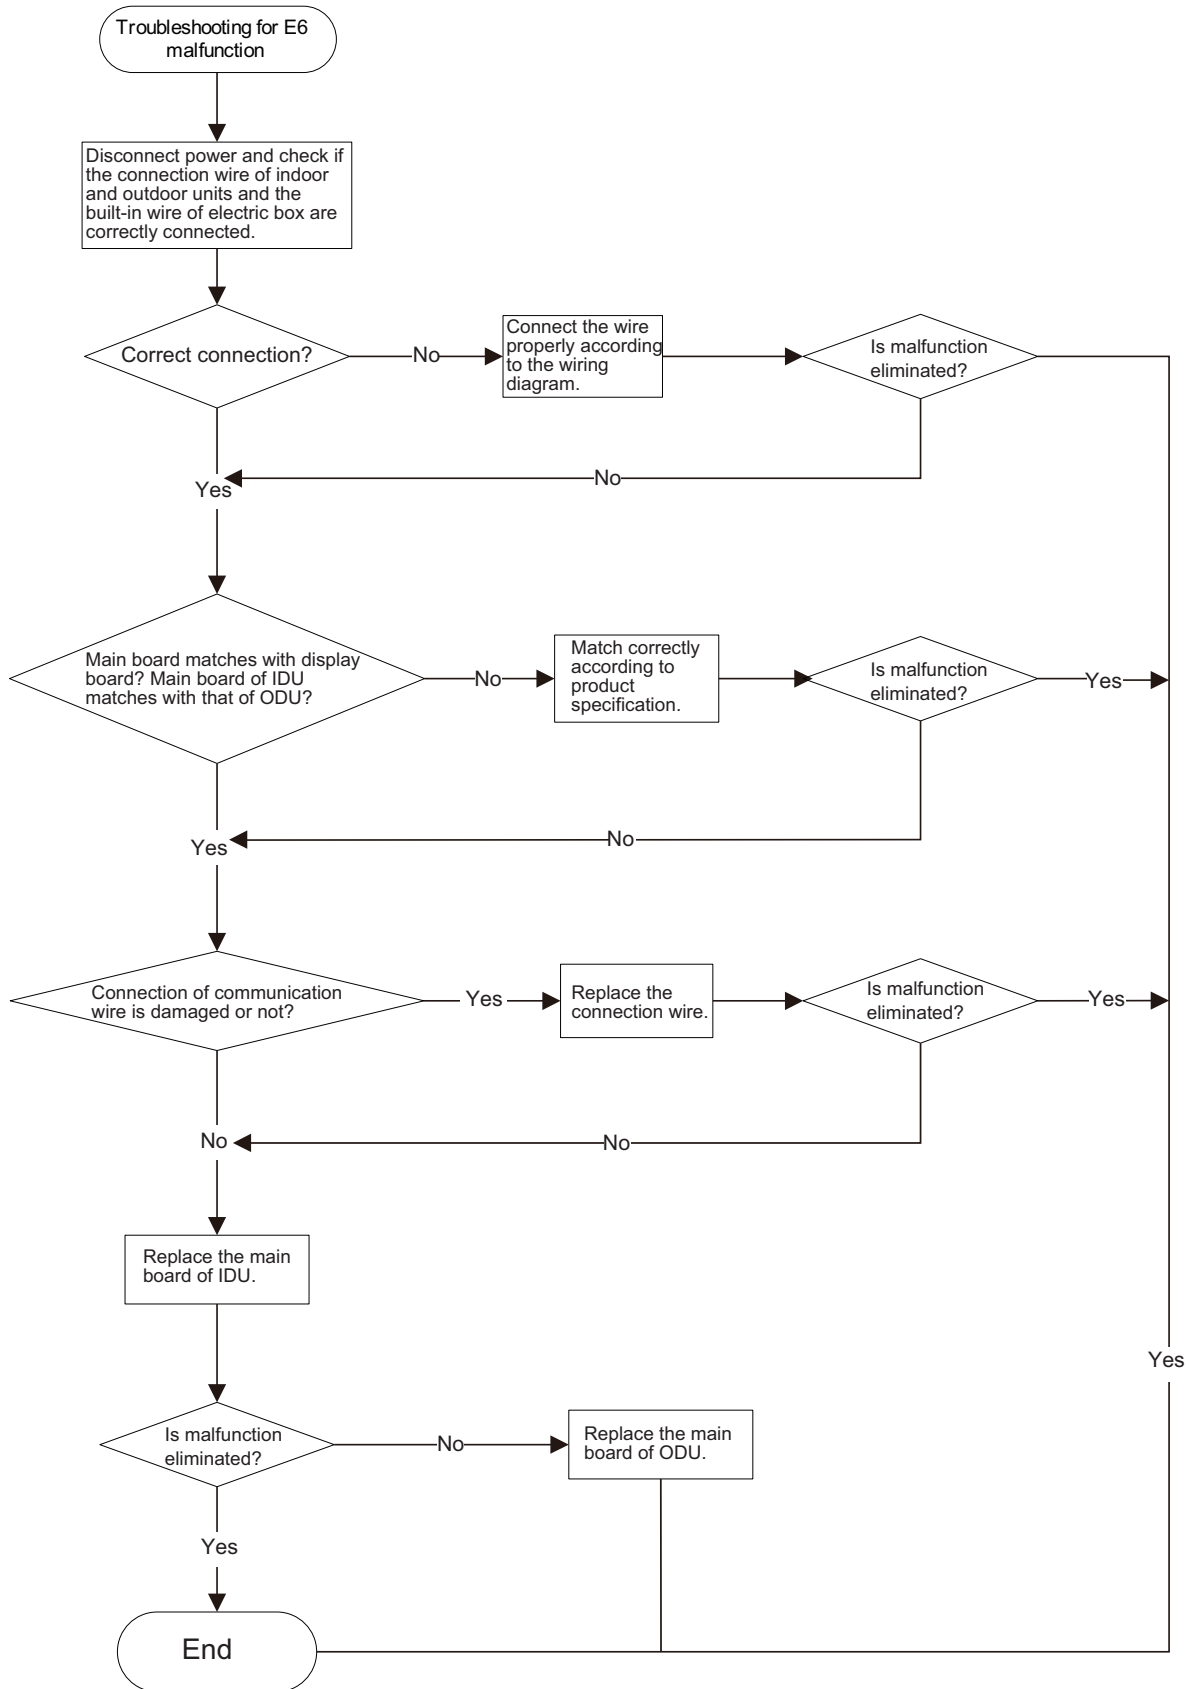 Troubleshooting for E6
malfunction
Disconnect power and check if
the connection wire of indoor
and outdoor units and the
built-in wire of electric box are
correctly connected.
Correct connection?
No
Connect the wire
properly according
to the wiring
diagram.
Is malfunction
eliminated?
No
Yes
Main board matches with display
board? Main board of IDU
matches with that of ODU?
No
Match correctly
according to
product
specification.
Is malfunction
eliminated?
Yes
No
Yes
Connection of communication
wire is damaged or not?
Yes
Replace the
connection wire.
Is malfunction
eliminated?
Yes
No
No
Replace the main
board of IDU.
Yes
Is malfunction
eliminated?
No
Replace the main
board of ODU.
Yes
End